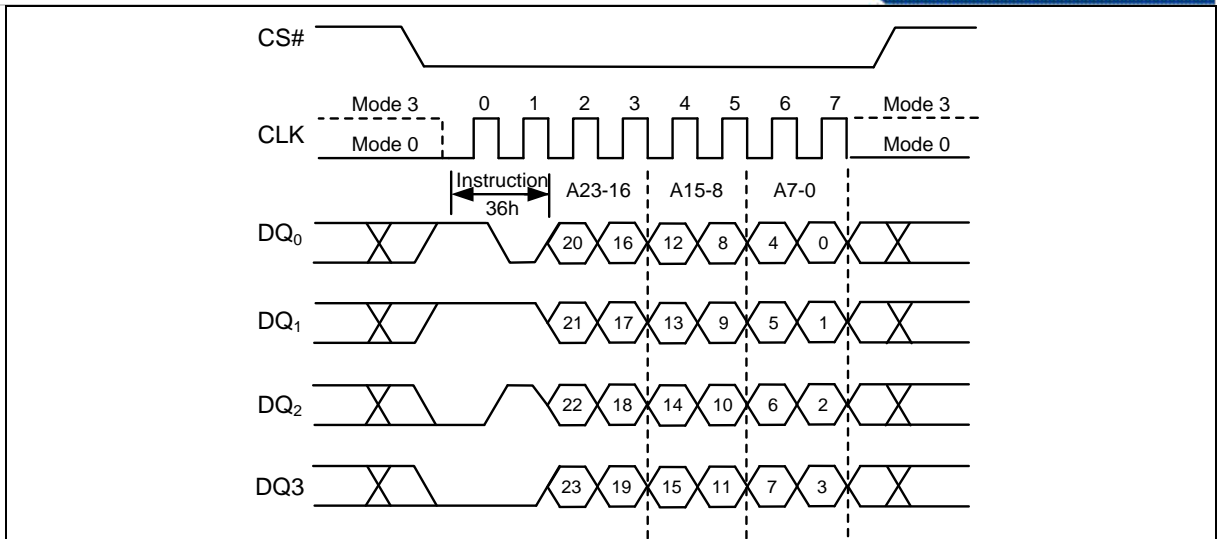 CS#
Mode 3 0 1 2 3 4 5 6 7 Mode 3
CLK
Mode 0 Mode 0
Instruction A23-16 A15-8 A7-0
36h
DQ₀ 20 16 12 8 4 0
DQ₁ 21 17 13 9 5 1
DQ₂ 22 18 14 10 6 2
DQ3 23 19 15 11 7 3